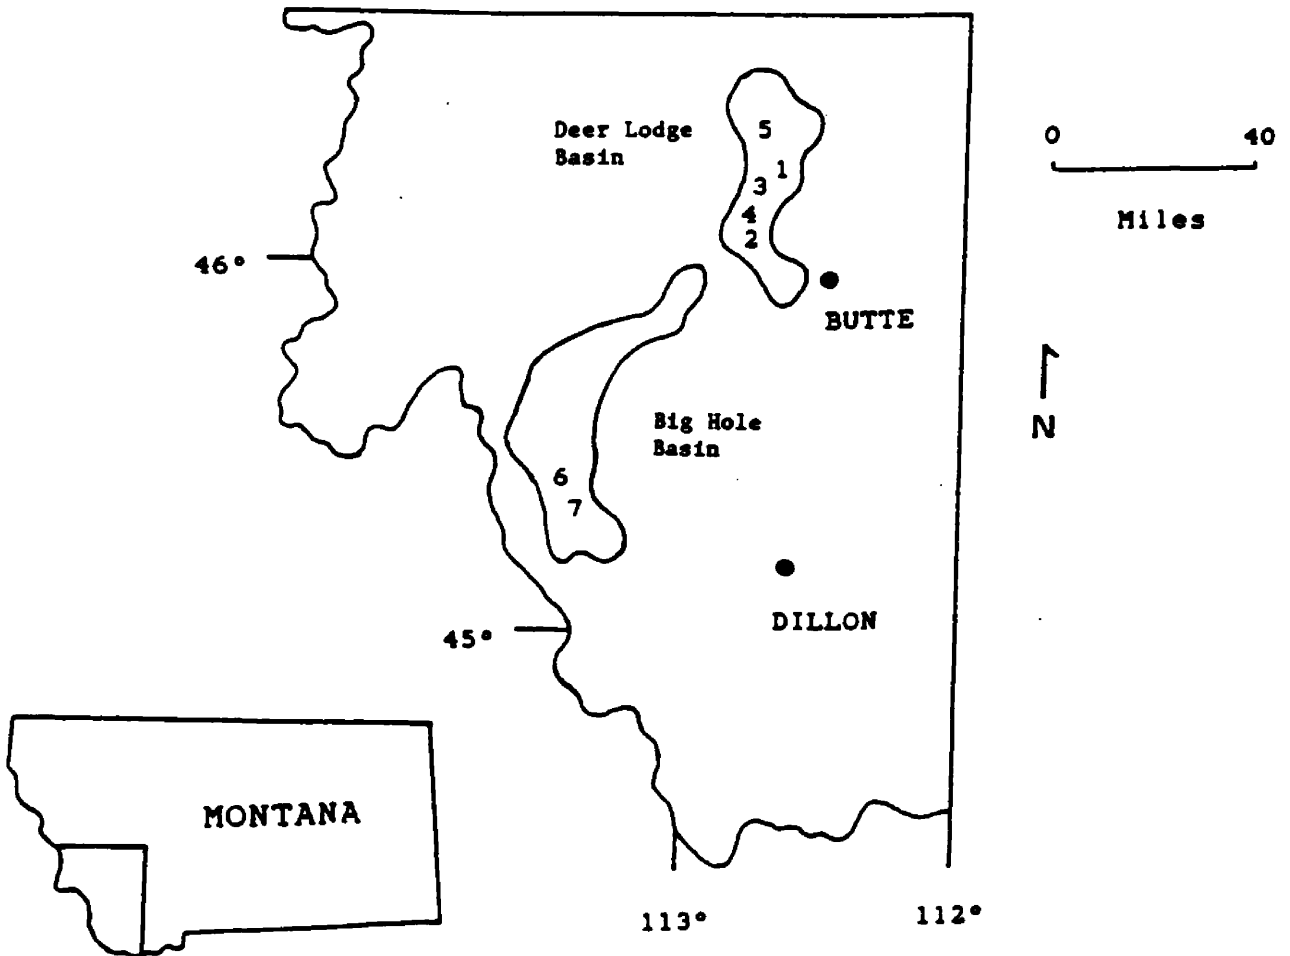 Deer Lodge
Basin
5
1
3
4
2
0 40
Miles
46°
BUTTE
N
Big Hole
Basin
6
7
DILLON
45°
MONTANA
113°
112°